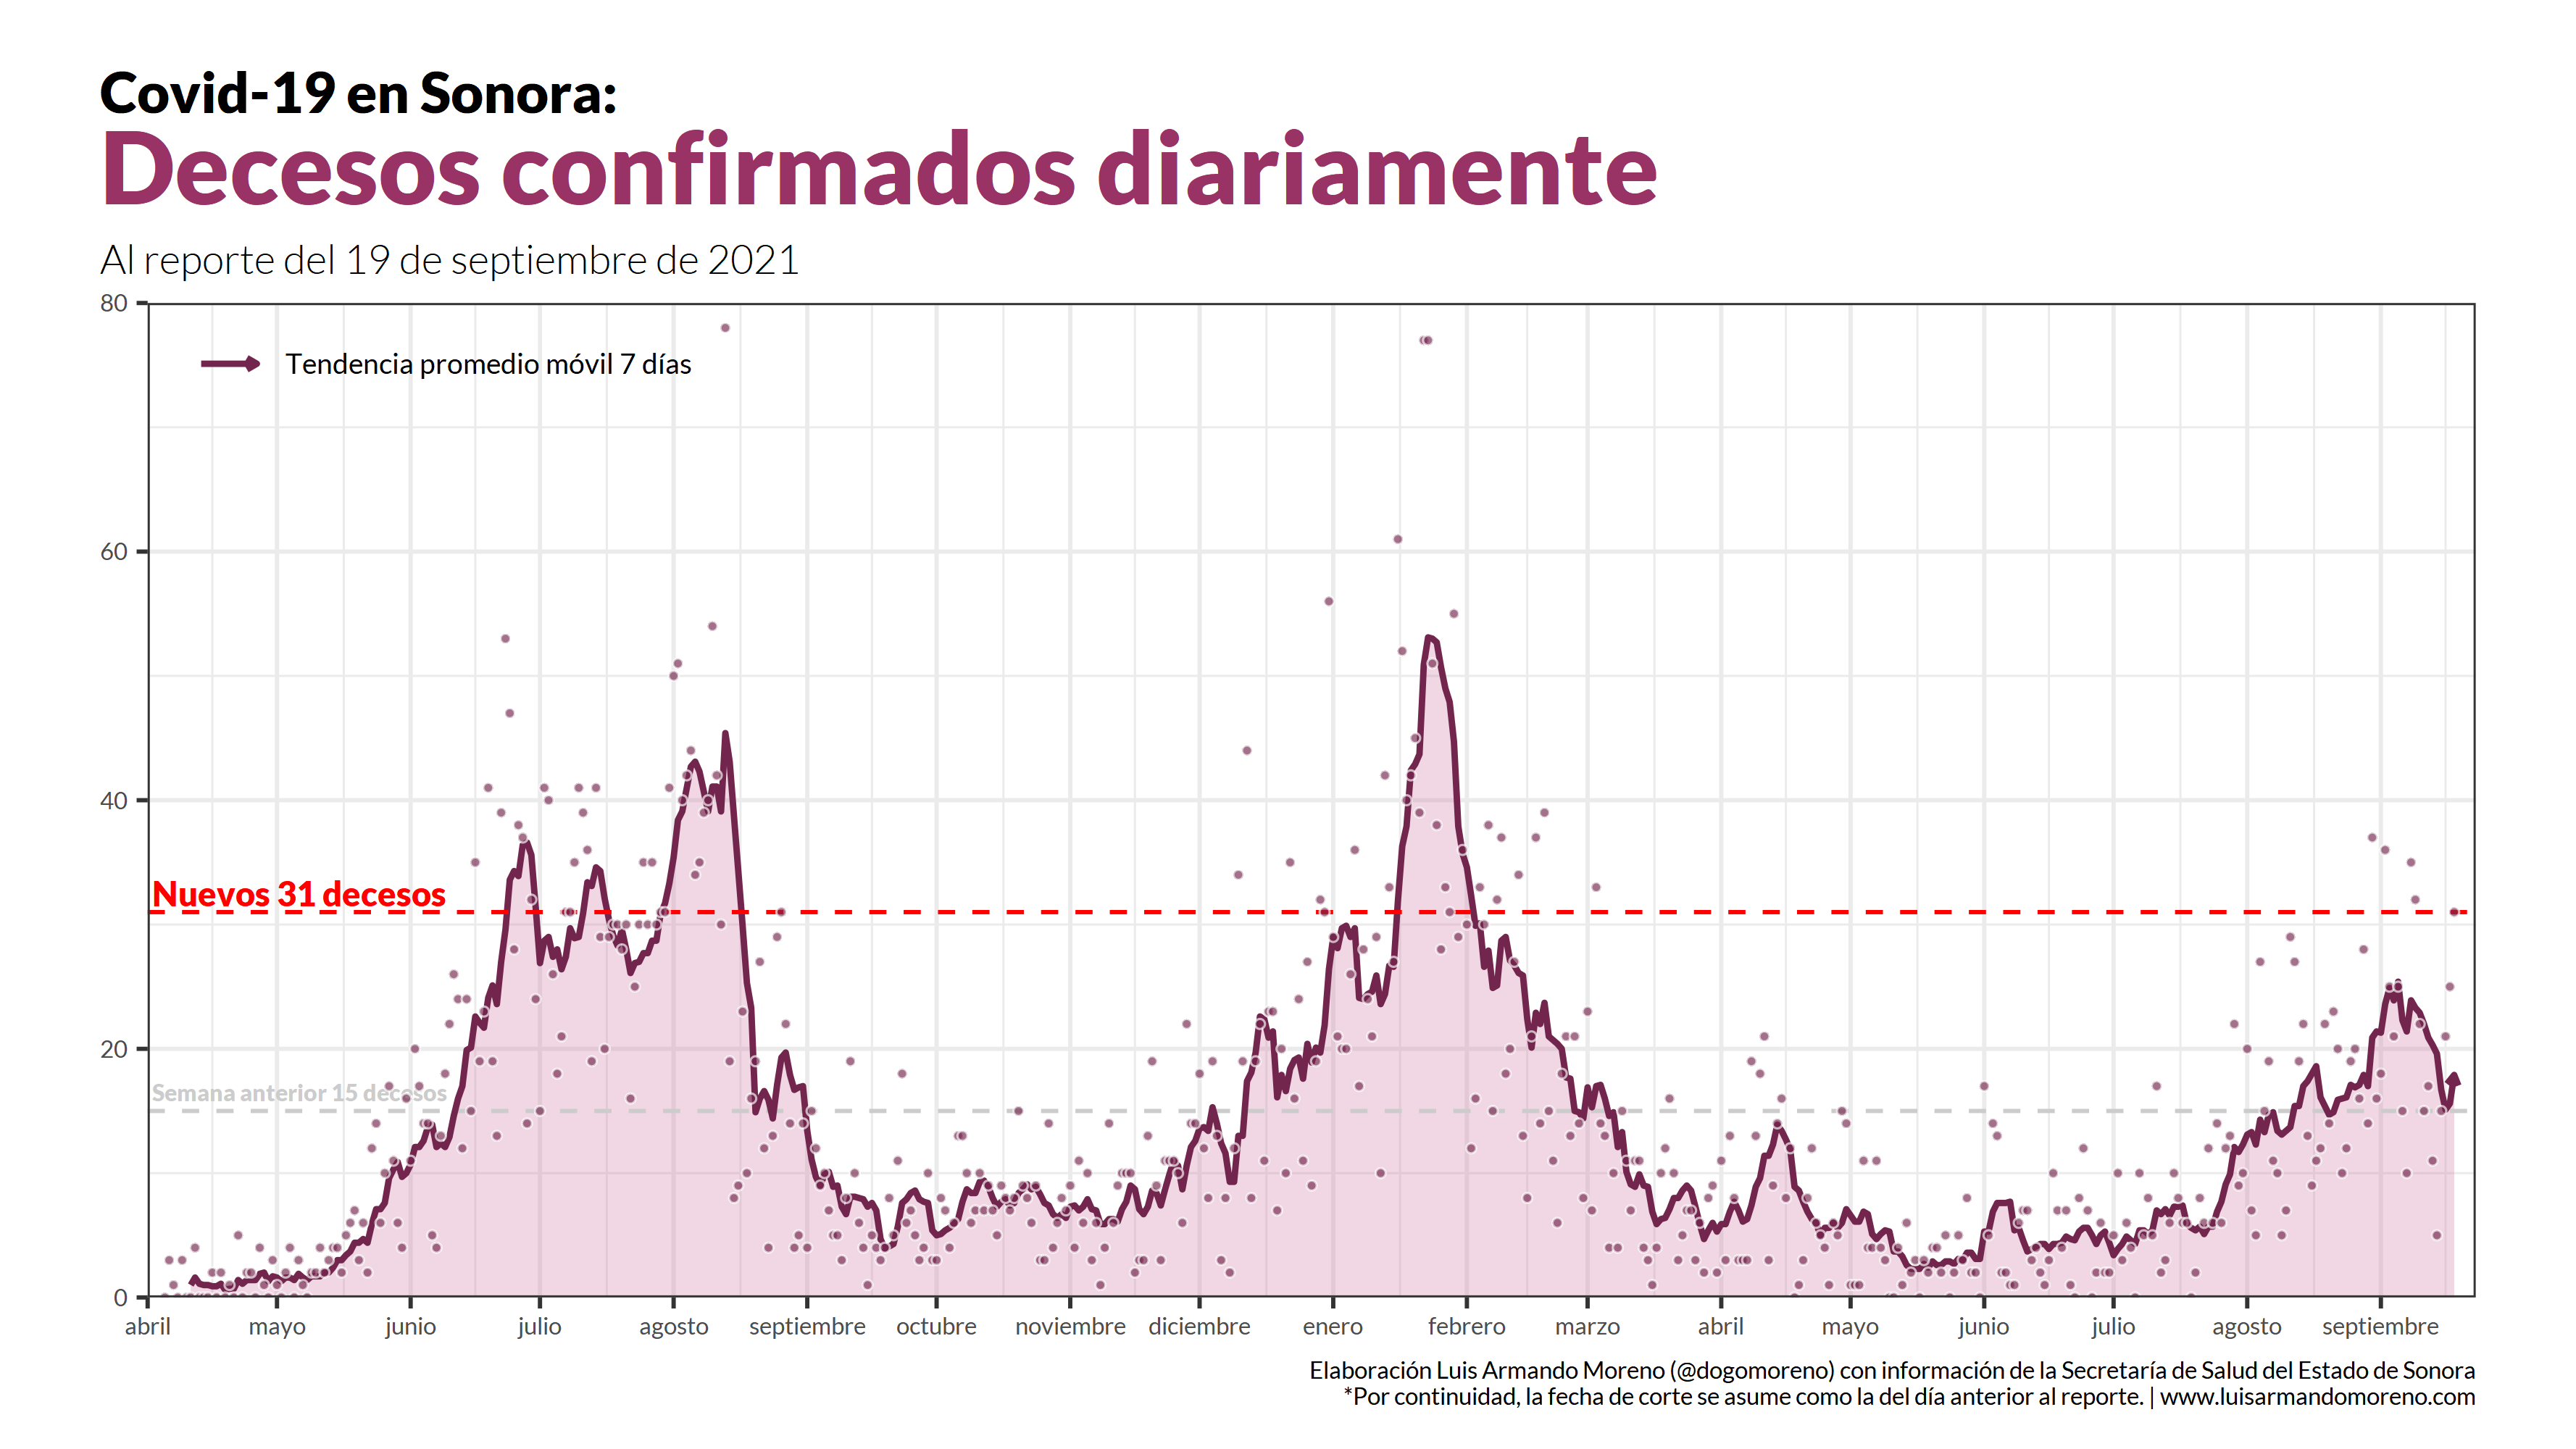 Covid-19 en Sonora:
Decesos confirmados diariamente
Al reporte del 19 de septiembre de 2021
80
Tendencia promedio móvil 7 días
60
40
Nuevos 31 decesos
20
Semana anterior 15 decesos
0
abril mayo junio julio agosto septiembre octubre noviembre diciembre enero febrero marzo abril mayo junio julio agosto septiembre
Elaboración Luis Armando Moreno (@dogomoreno) con información de la Secretaría de Salud del Estado de Sonora
*Por continuidad, la fecha de corte se asume como la del día anterior al reporte. | www.luisarmandomoreno.com